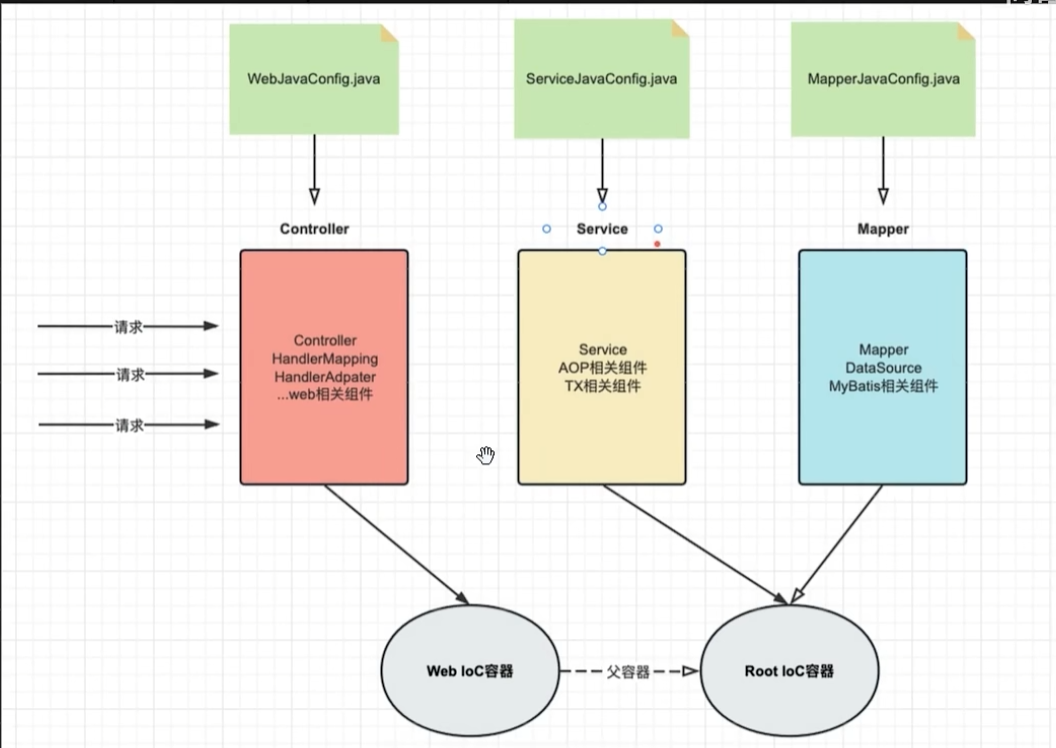 WebJavaConfig.java
ServiceJavaConfig.java
MapperJavaConfig.java
Controller
Service
Mapper
请求
请求
请求
Controller
HandlerMapping
HandlerAdpater
...web相关组件
Service
AOP相关组件
TX相关组件
Mapper
DataSource
MyBatis相关组件
Web IoC容器
父容器
Root IoC容器